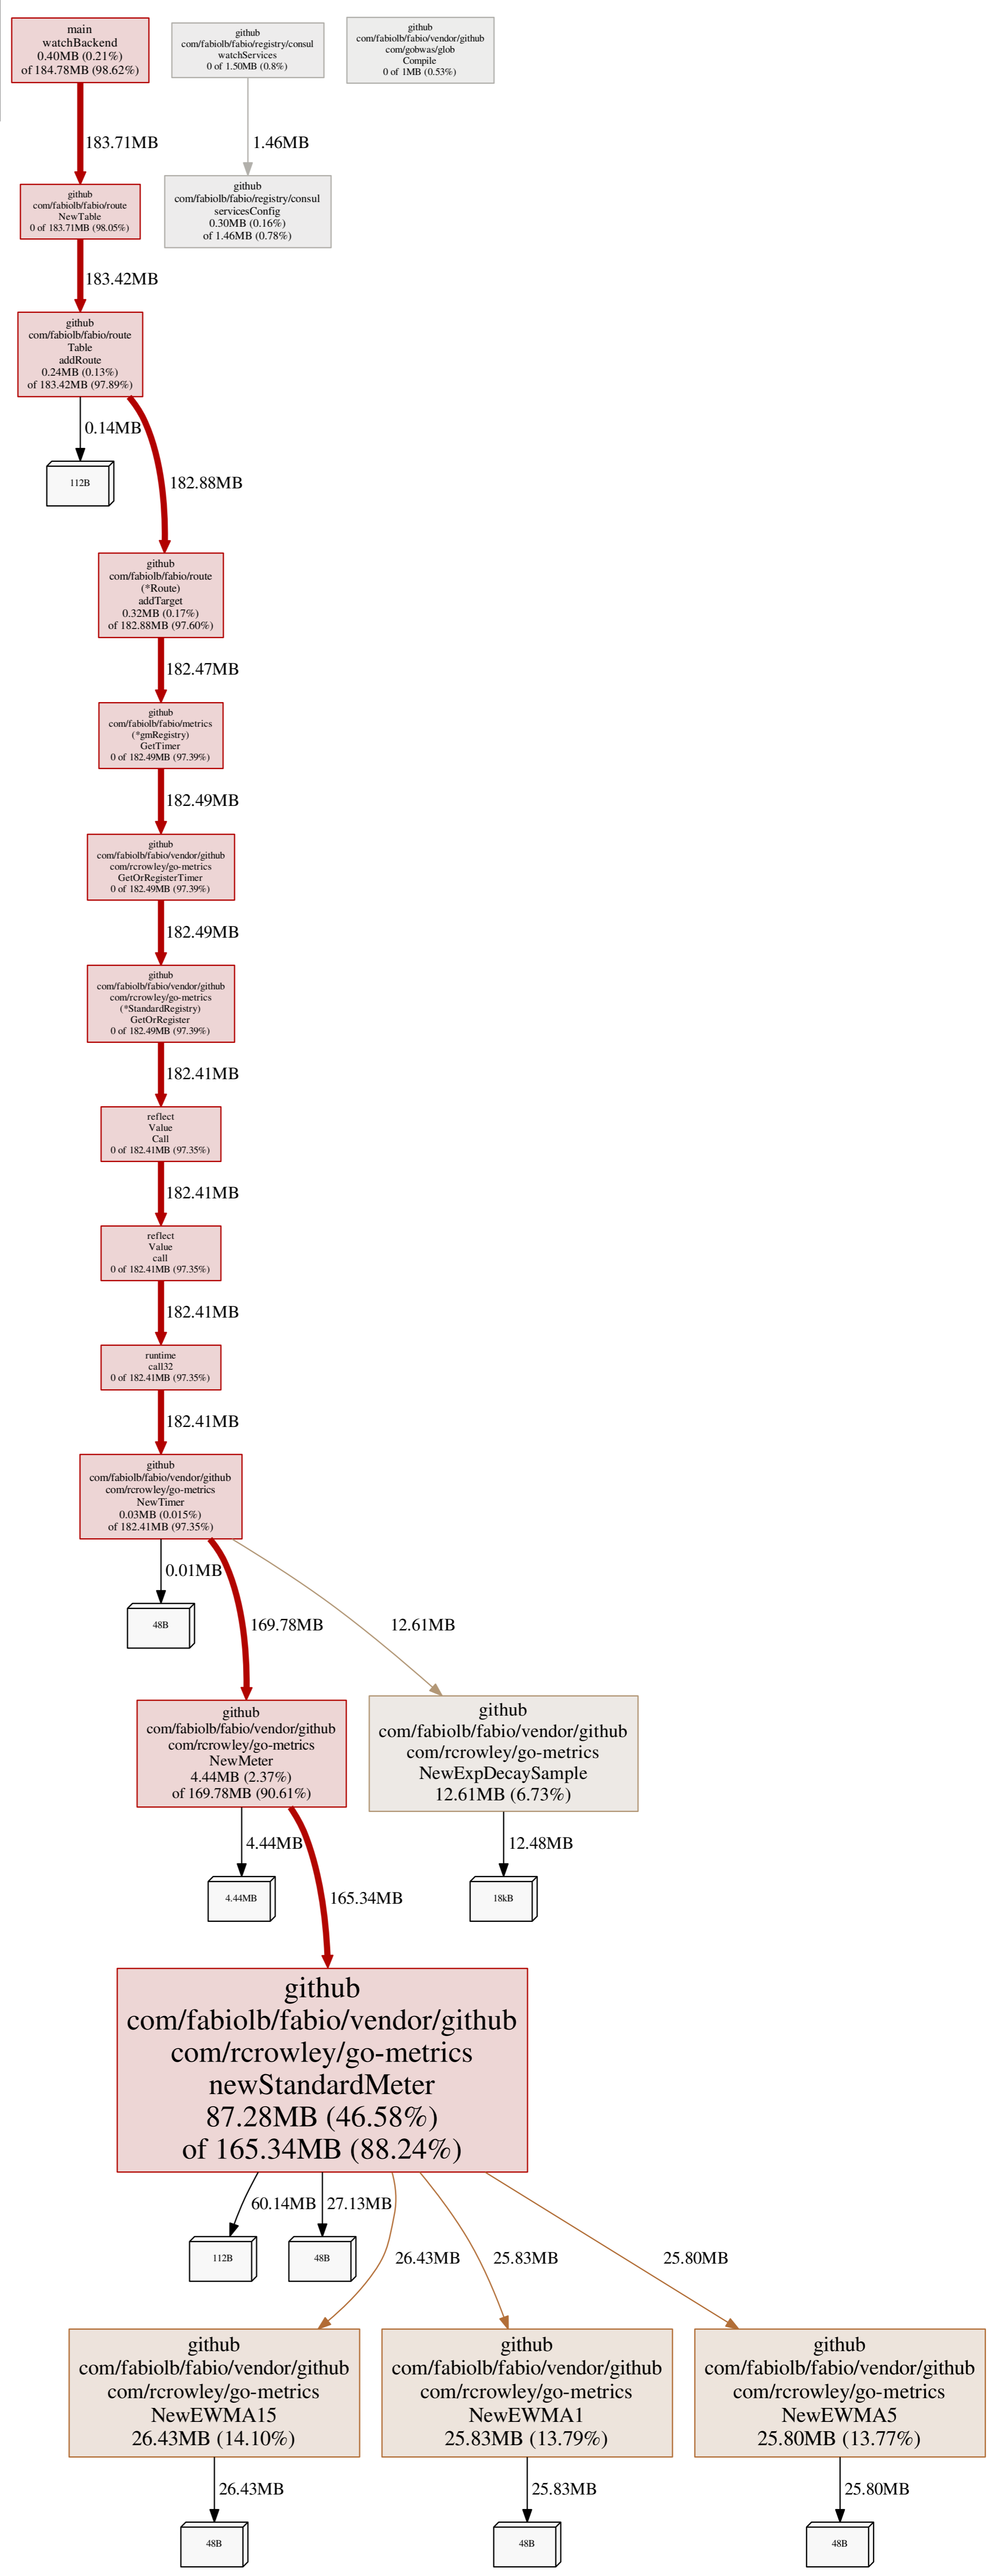 main
watchBackend
0.40MB (0.21%)
of 184.78MB (98.62%)
github
com/fabiolb/fabio/registry/consul
watchServices
0 of 1.50MB (0.8%)
github
com/fabiolb/fabio/vendor/github
com/gobwas/glob
Compile
0 of 1MB (0.53%)
183.71MB
1.46MB
github
com/fabiolb/fabio/route
NewTable
0 of 183.71MB (98.05%)
github
com/fabiolb/fabio/registry/consul
servicesConfig
0.30MB (0.16%)
of 1.46MB (0.78%)
183.42MB
github
com/fabiolb/fabio/route
Table
addRoute
0.24MB (0.13%)
of 183.42MB (97.89%)
0.14MB
182.88MB
112B
github
com/fabiolb/fabio/route
(*Route)
addTarget
0.32MB (0.17%)
of 182.88MB (97.60%)
182.47MB
github
com/fabiolb/fabio/metrics
(*gmRegistry)
GetTimer
0 of 182.49MB (97.39%)
182.49MB
github
com/fabiolb/fabio/vendor/github
com/rcrowley/go-metrics
GetOrRegisterTimer
0 of 182.49MB (97.39%)
182.49MB
github
com/fabiolb/fabio/vendor/github
com/rcrowley/go-metrics
(*StandardRegistry)
GetOrRegister
0 of 182.49MB (97.39%)
182.41MB
reflect
Value
Call
0 of 182.41MB (97.35%)
182.41MB
reflect
Value
call
0 of 182.41MB (97.35%)
182.41MB
runtime
call32
0 of 182.41MB (97.35%)
182.41MB
github
com/fabiolb/fabio/vendor/github
com/rcrowley/go-metrics
NewTimer
0.03MB (0.015%)
of 182.41MB (97.35%)
0.01MB
169.78MB
12.61MB
48B
github
com/fabiolb/fabio/vendor/github
com/rcrowley/go-metrics
NewMeter
4.44MB (2.37%)
of 169.78MB (90.61%)
github
com/fabiolb/fabio/vendor/github
com/rcrowley/go-metrics
NewExpDecaySample
12.61MB (6.73%)
4.44MB
165.34MB
12.48MB
4.44MB
18kB
github
com/fabiolb/fabio/vendor/github
com/rcrowley/go-metrics
newStandardMeter
87.28MB (46.58%)
of 165.34MB (88.24%)
60.14MB
27.13MB
26.43MB
25.83MB
25.80MB
112B
48B
github
com/fabiolb/fabio/vendor/github
com/rcrowley/go-metrics
NewEWMA15
26.43MB (14.10%)
github
com/fabiolb/fabio/vendor/github
com/rcrowley/go-metrics
NewEWMA1
25.83MB (13.79%)
github
com/fabiolb/fabio/vendor/github
com/rcrowley/go-metrics
NewEWMA5
25.80MB (13.77%)
26.43MB
25.83MB
25.80MB
48B
48B
48B